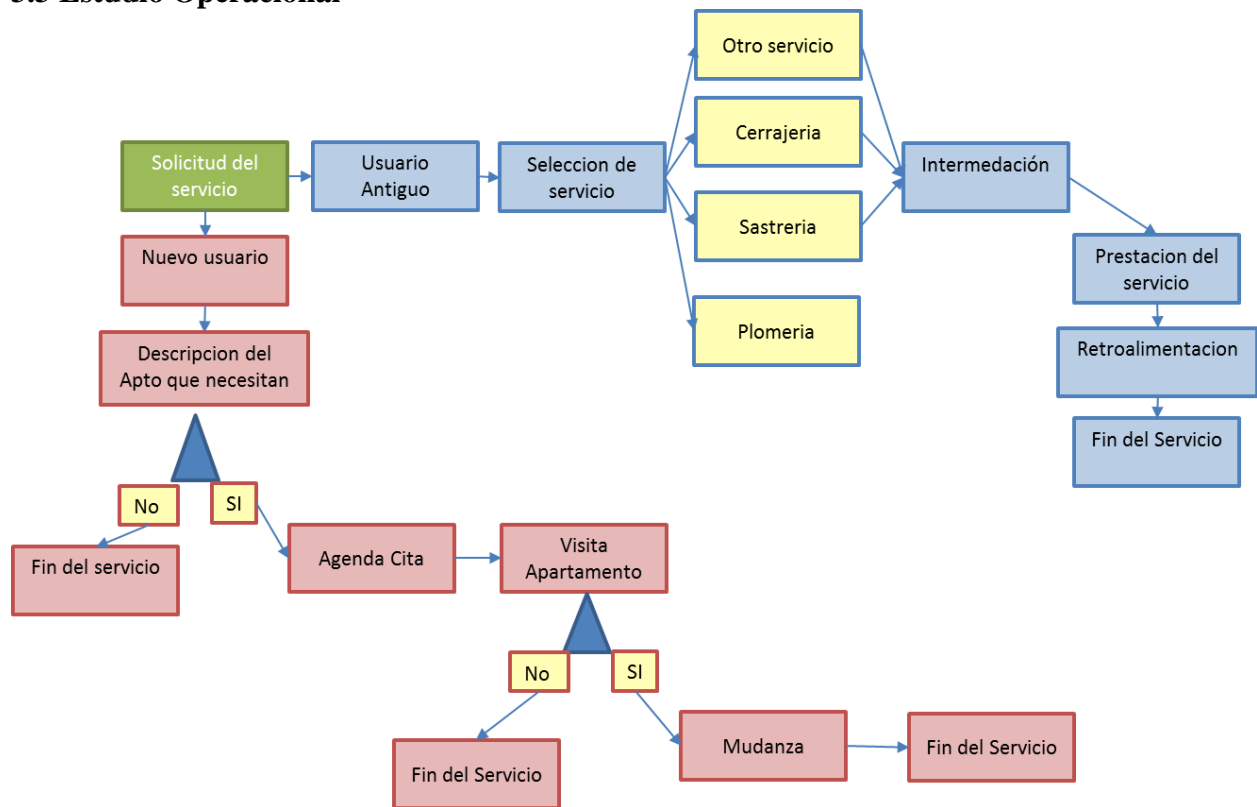 Estudio Operacional
Otro servicio
Cerrajeria
Solicitud del
servicio
Usuario
Antiguo
Seleccion de
servicio
Intermedación
Sastreria
Nuevo usuario
Prestacion del
servicio
Plomeria
Descripcion del
Apto que necesitan
Retroalimentacion
Fin del Servicio
No
SI
Fin del servicio
Agenda Cita
Visita
Apartamento
No
SI
Fin del Servicio
Mudanza
Fin del Servicio